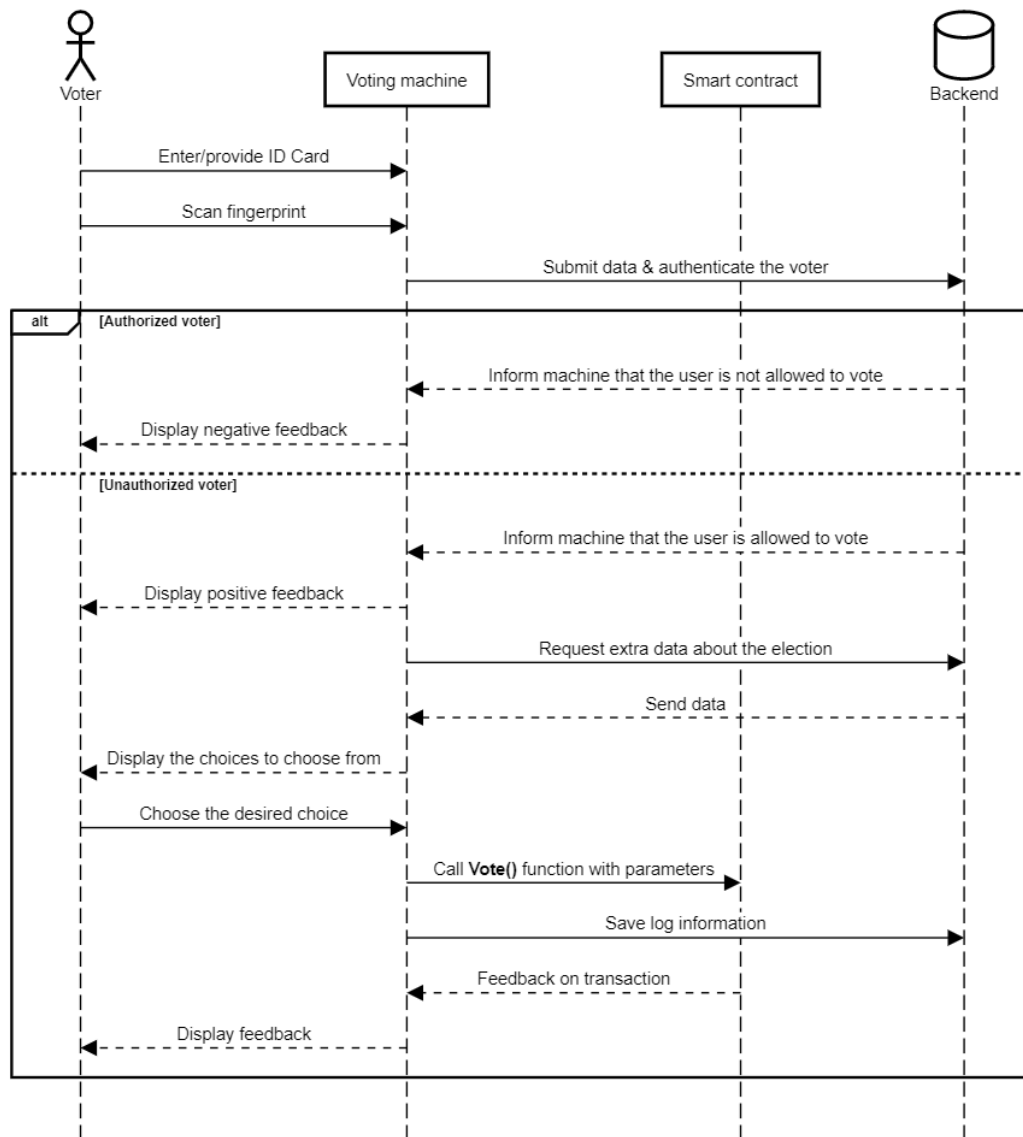 Voter
Voting machine
Smart contract
Backend
Enter/provide ID Card
Scan fingerprint
Submit data & authenticate the voter
alt
[Authorized voter]
Inform machine that the user is not allowed to vote
Display negative feedback
[Unauthorized voter]
Inform machine that the user is allowed to vote
Display positive feedback
Request extra data about the election
Send data
Display the choices to choose from
Choose the desired choice
Call Vote() function with parameters
Save log information
Feedback on transaction
Display feedback